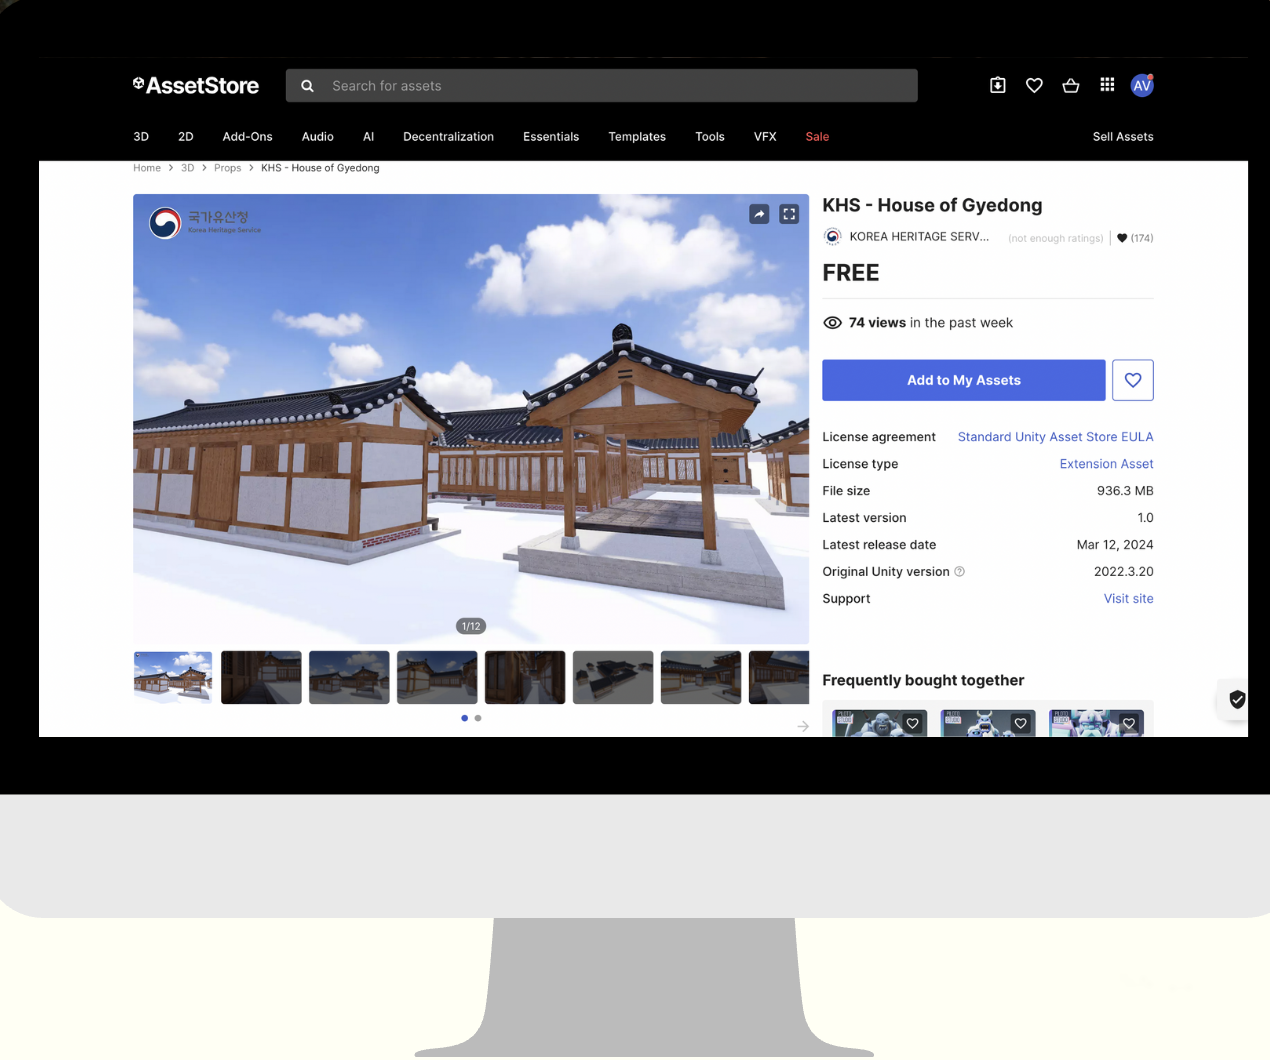 AssetStore
Search for assets
AV
3D 2D Add-Ons Audio AI Decentralization Essentials Templates Tools VFX Sale Sell Assets
Home > 3D > Props > KHS - House of Gyedong
국가유산청
Korea Heritage Service
1/12
KHS - House of Gyedong
KOREA HERITAGE SERV... (not enough ratings) | (174)
FREE
74 views in the past week
Add to My Assets
License agreement Standard Unity Asset Store EULA
License type Extension Asset
File size 936.3 MB
Latest version 1.0
Latest release date Mar 12, 2024
Original Unity version ? 2022.3.20
Support Visit site
Frequently bought together